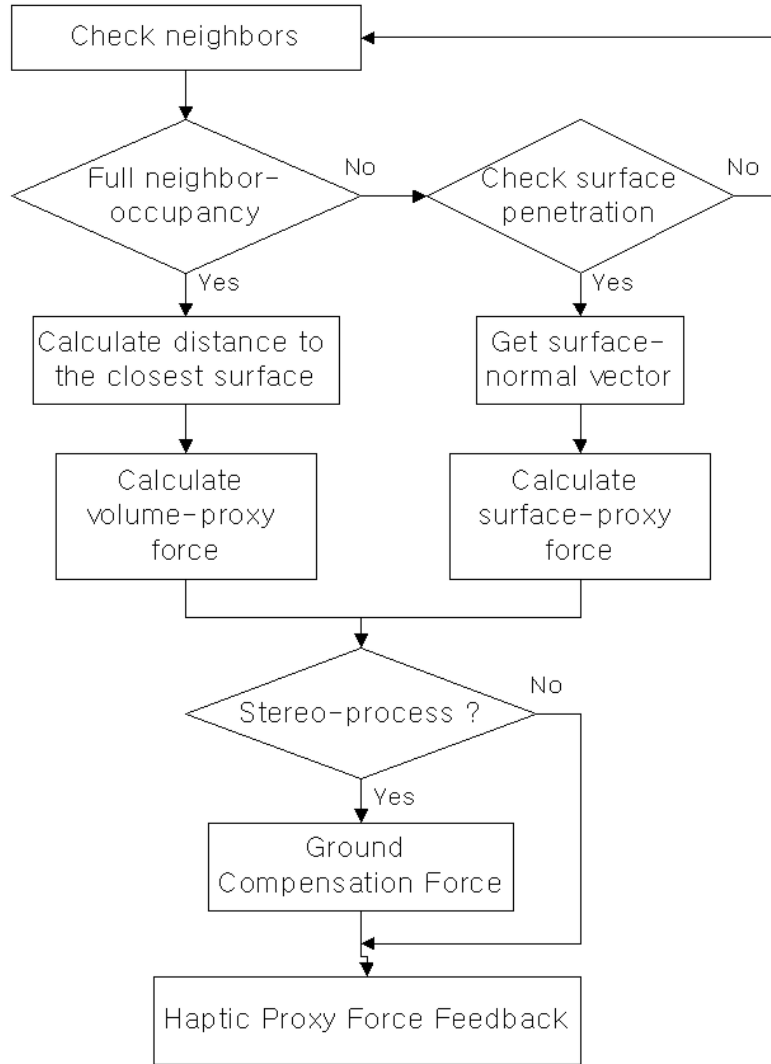 Check neighbors
Full neighbor-
occupancy
No
Check surface
penetration
No
Yes
Yes
Calculate distance to
the closest surface
Get surface-
normal vector
Calculate
volume-proxy
force
Calculate
surface-proxy
force
Stereo-process ?
No
Yes
Ground
Compensation Force
Haptic Proxy Force Feedback